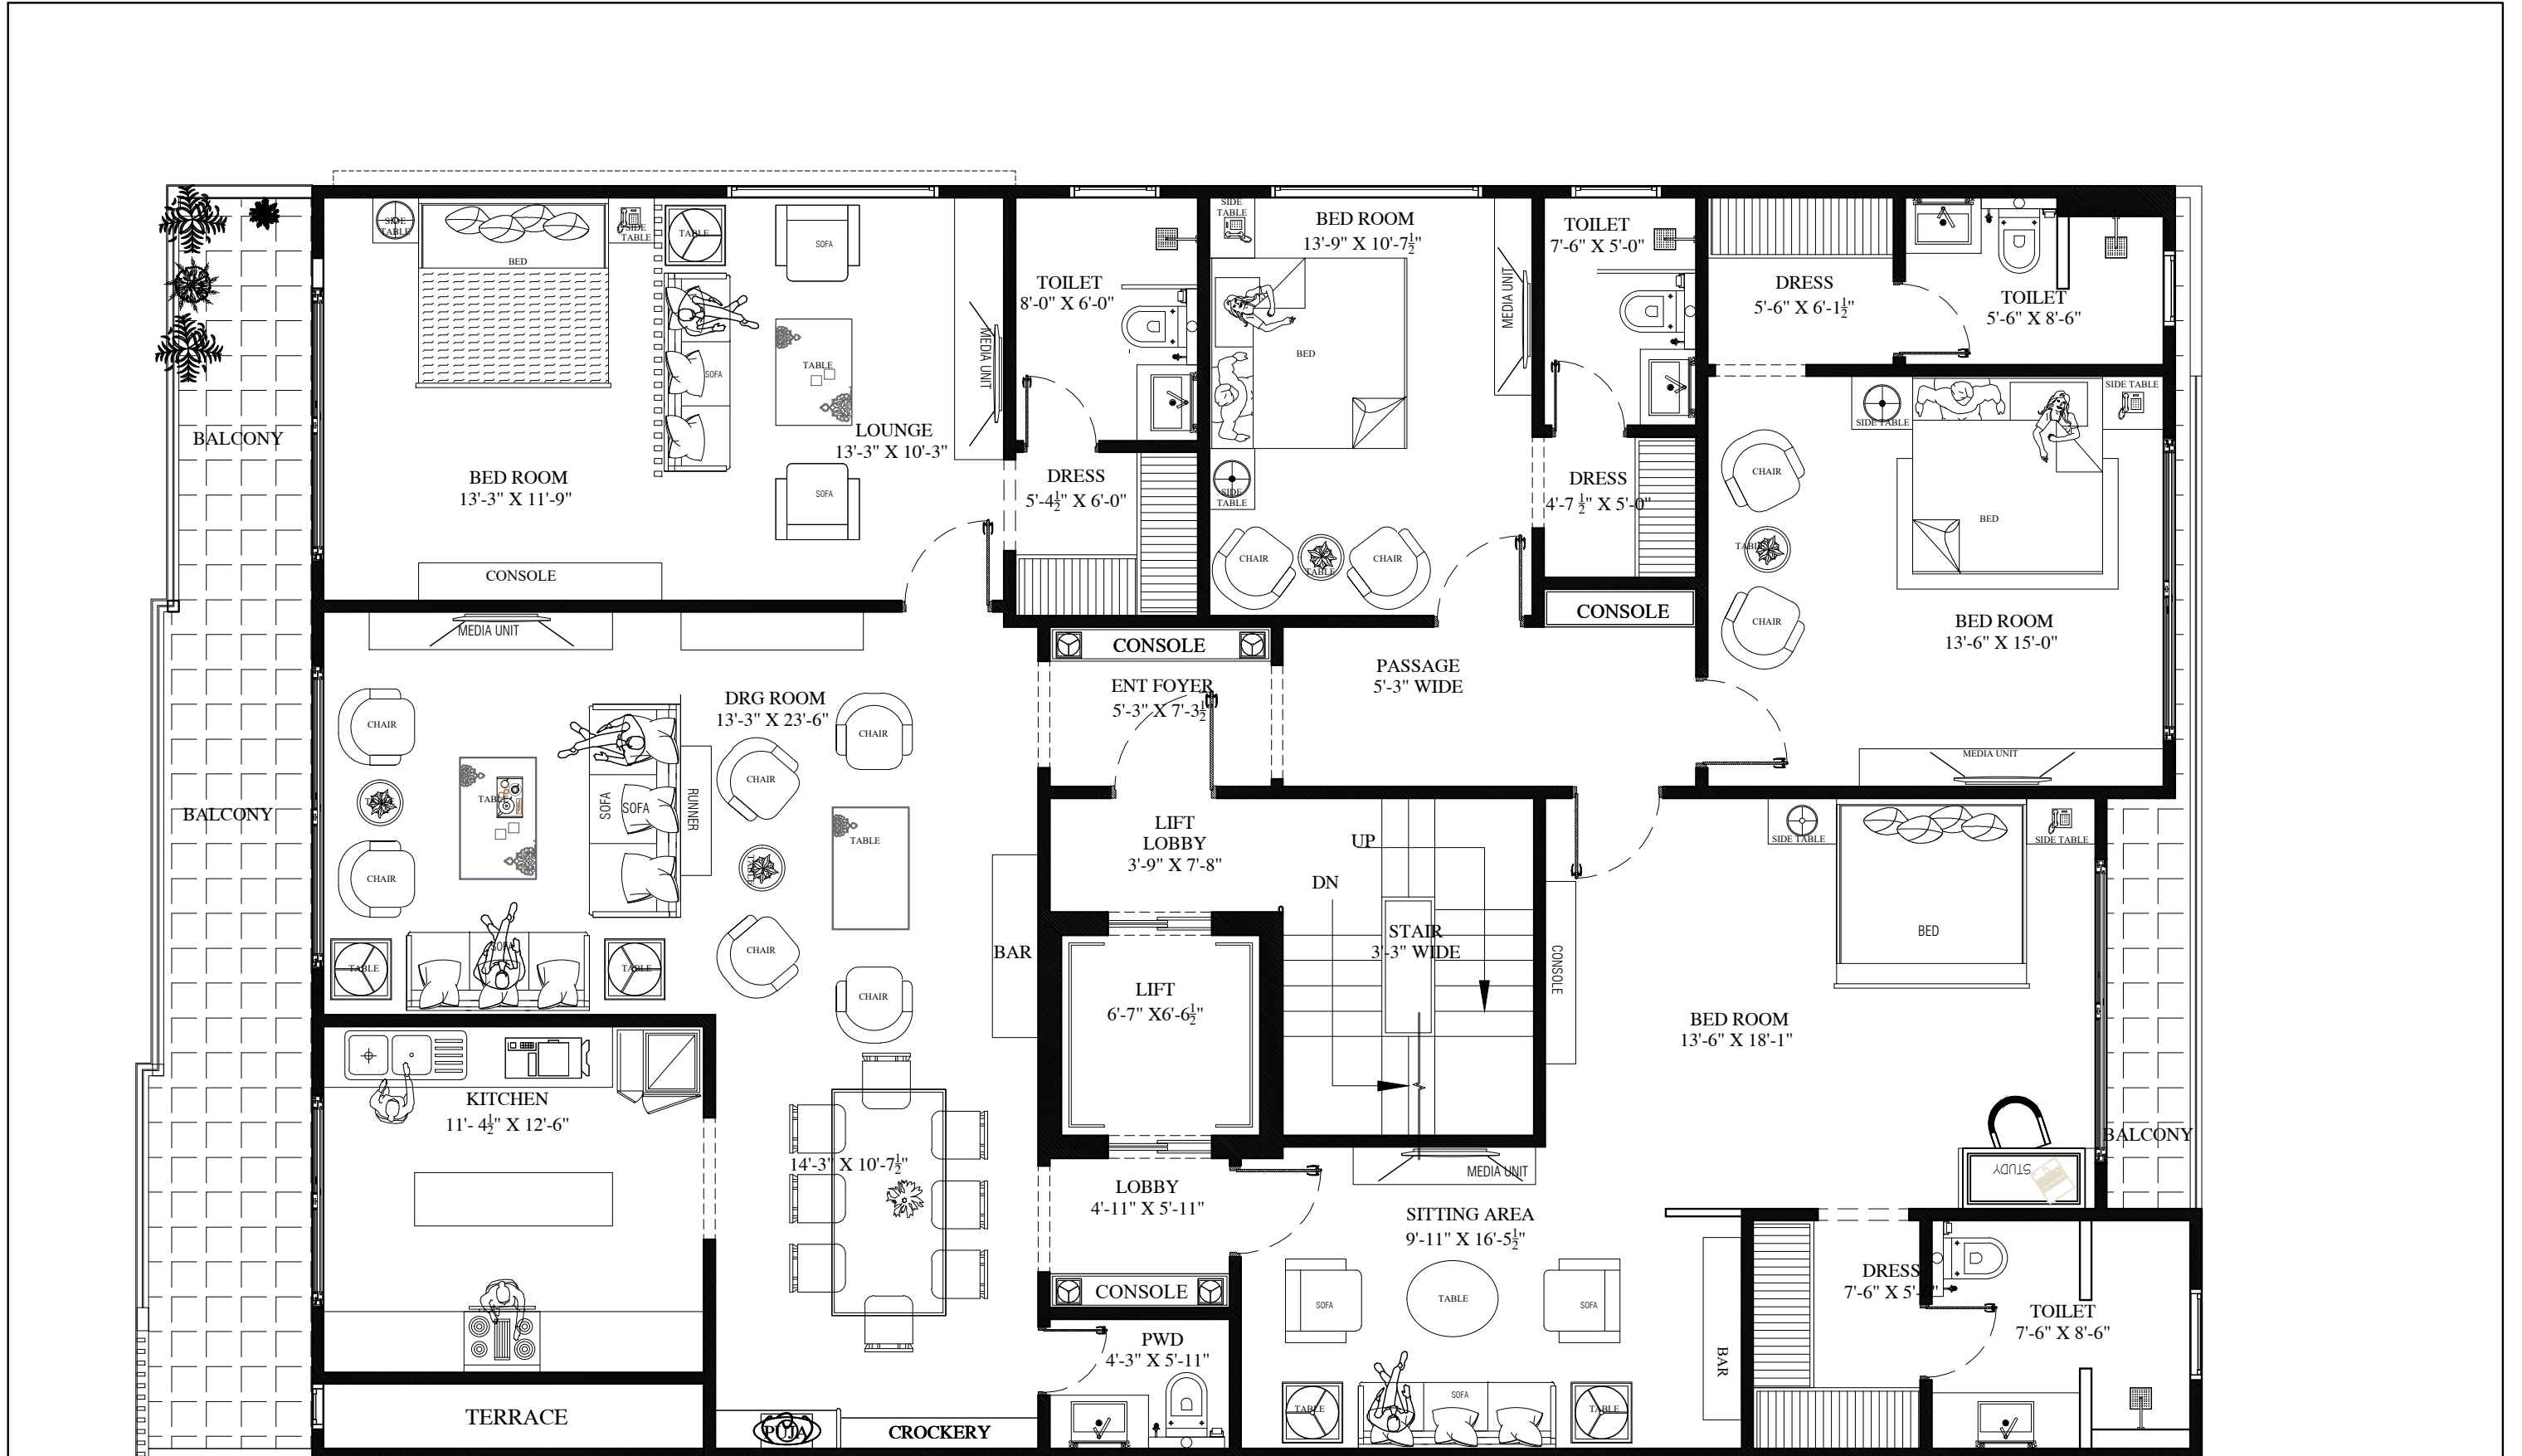 BALCONY
BALCONY
SIDE
TABLE
BED
SIDE
TABLE
BED ROOM
13'-3" X 11'-9"
CONSOLE
TABLE
SOFA
SOFA
TABLE
MEDIA UNIT
LOUNGE
13'-3" X 10'-3"
SOFA
TOILET
8'-0" X 6'-0"
DRESS
5'-4½" X 6'-0"
SIDE
TABLE
BED ROOM
13'-9" X 10'-7½"
MEDIA UNIT
BED
SIDE
TABLE
CHAIR
TABLE
CHAIR
TOILET
7'-6" X 5'-0"
DRESS
4'-7 ½" X 5'-0"
CONSOLE
DRESS
5'-6" X 6'-1½"
TOILET
5'-6" X 8'-6"
SIDE TABLE
SIDE TABLE
CHAIR
BED
TABLE
CHAIR
BED ROOM
13'-6" X 15'-0"
MEDIA UNIT
MEDIA UNIT
DRG ROOM
13'-3" X 23'-6"
CHAIR
CHAIR
CHAIR
TABLE
TABLE
SOFA
SOFA
RUNNER
CHAIR
TABLE
TABLE
CHAIR
CHAIR
TABLE
SOFA
TABLE
BAR
CONSOLE
ENT FOYER
5'-3" X 7'-3½"
PASSAGE
5'-3" WIDE
LIFT
LOBBY
3'-9" X 7'-8"
UP
DN
STAIR
3'-3" WIDE
LIFT
6'-7" X6'-6½"
CONSOLE
SIDE TABLE
SIDE TABLE
BED
BED ROOM
13'-6" X 18'-1"
STUDY
BALCONY
KITCHEN
11'- 4½" X 12'-6"
14'-3" X 10'-7½"
LOBBY
4'-11" X 5'-11"
MEDIA UNIT
SITTING AREA
9'-11" X 16'-5½"
CONSOLE
SOFA
TABLE
SOFA
BAR
DRESS
7'-6" X 5'-6"
TOILET
7'-6" X 8'-6"
PWD
4'-3" X 5'-11"
TABLE
SOFA
TABLE
TERRACE
PUJA
CROCKERY